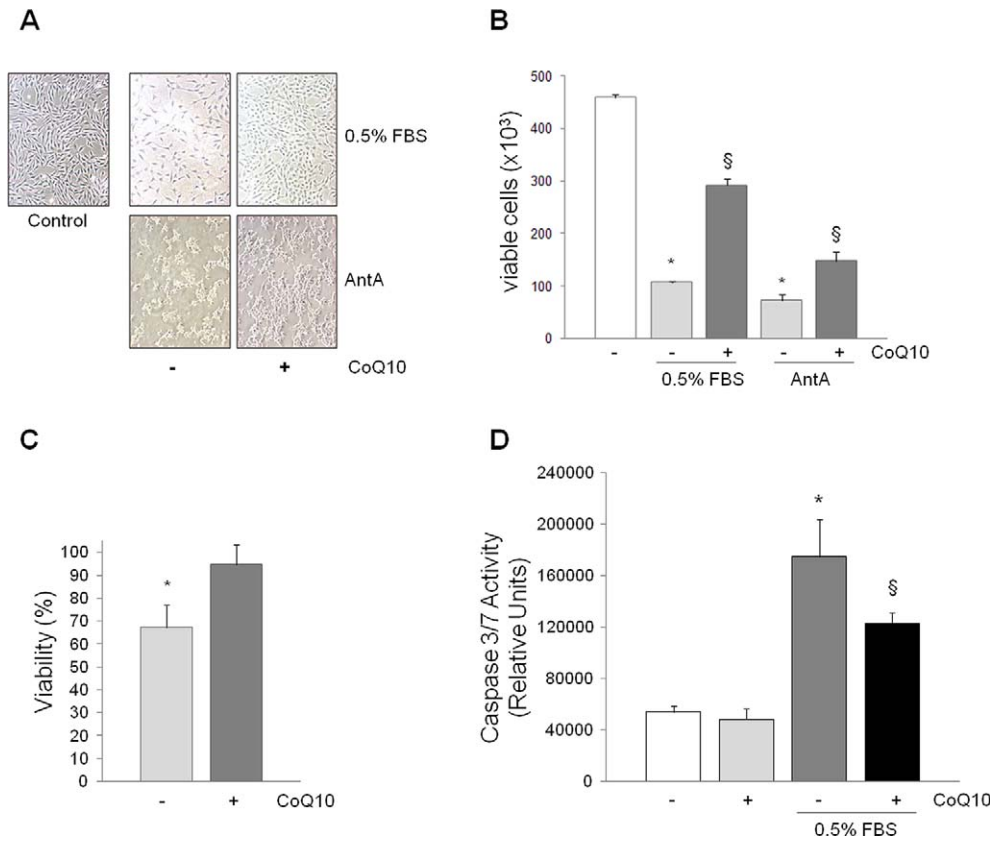 A
0.5% FBS
Control
AntA
- + CoQ10
B
viable cells (x10³)
500
400
300
200
100
0
*
§
*
§
- - + - + CoQ10
0.5% FBS AntA
C
Viability (%)
100
90
80
70
60
50
40
30
20
10
0
*
- + CoQ10
D
Caspase 3/7 Activity
(Relative Units)
240000
200000
160000
120000
80000
40000
0
*
§
- + - + CoQ10
0.5% FBS